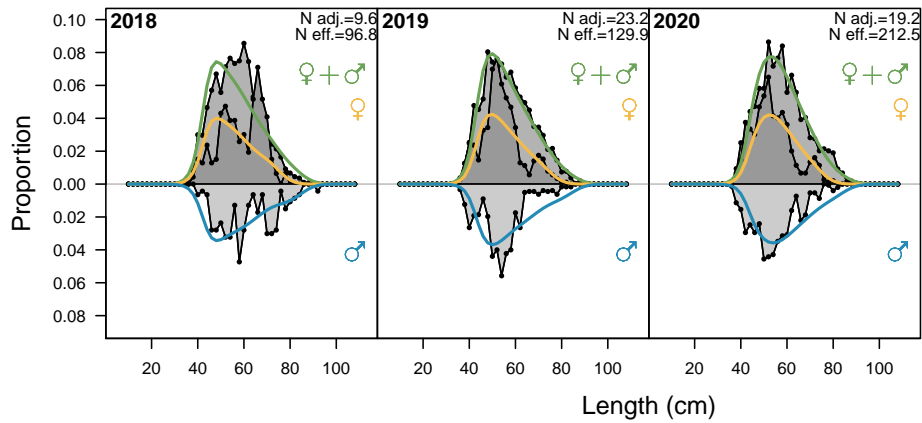 2018
N adj.=9.6
N eff.=96.8
♀+♂
♀
♂
2019
N adj.=23.2
N eff.=129.9
♀+♂
♀
♂
2020
N adj.=19.2
N eff.=212.5
♀+♂
♀
♂
Proportion
0.10
0.08
0.06
0.04
0.02
0.00
0.02
0.04
0.06
0.08
20 40 60 80 100
20 40 60 80 100
20 40 60 80 100
Length (cm)